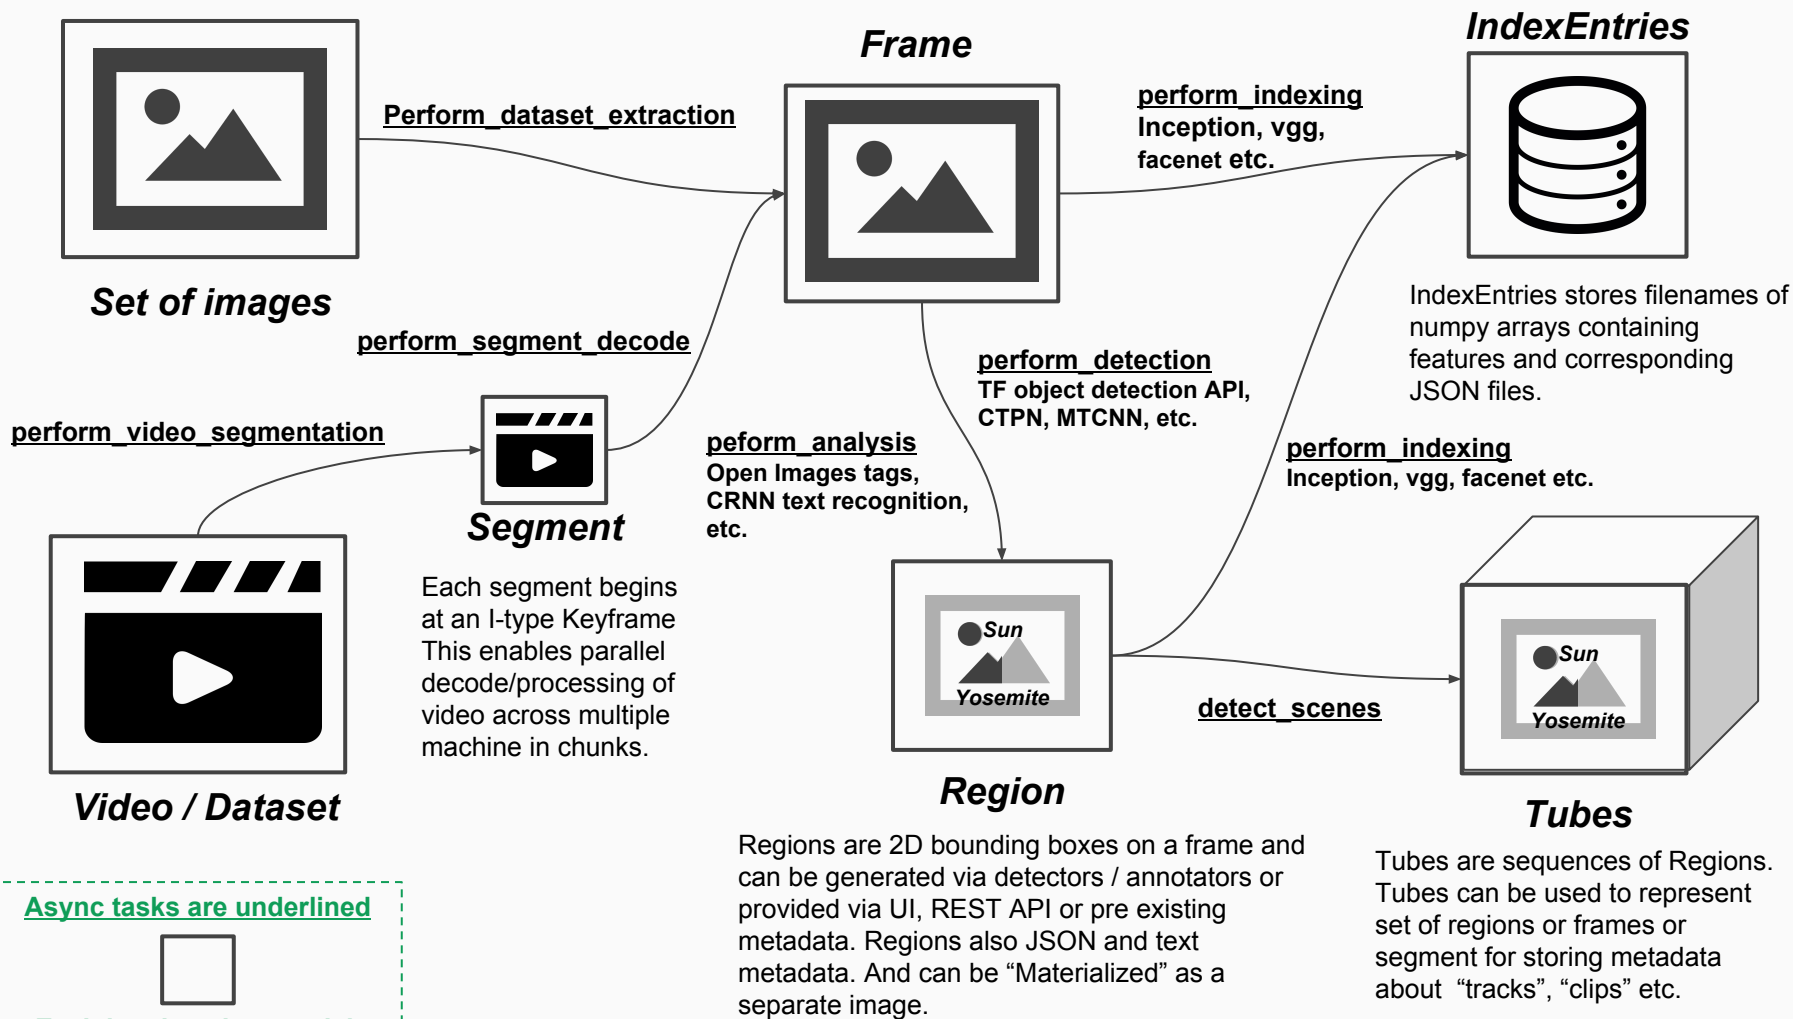 Frame
IndexEntries
Perform_dataset_extraction
perform_indexing
Inception, vgg,
facenet etc.
Set of images
IndexEntries stores filenames of
numpy arrays containing
features and corresponding
JSON files.
perform_segment_decode
perform_detection
TF object detection API,
CTPN, MTCNN, etc.
perform_video_segmentation
peform_analysis
Open Images tags,
CRNN text recognition,
etc.
perform_indexing
Inception, vgg, facenet etc.
Segment
Each segment begins
at an I-type Keyframe
This enables parallel
decode/processing of
video across multiple
machine in chunks.
Sun
Yosemite
Sun
Yosemite
detect_scenes
Video / Dataset
Region
Tubes
Regions are 2D bounding boxes on a frame and
can be generated via detectors / annotators or
provided via UI, REST API or pre existing
metadata. Regions also JSON and text
metadata. And can be “Materialized” as a
separate image.
Tubes are sequences of Regions.
Tubes can be used to represent
set of regions or frames or
segment for storing metadata
about “tracks”, “clips” etc.
Async tasks are underlined